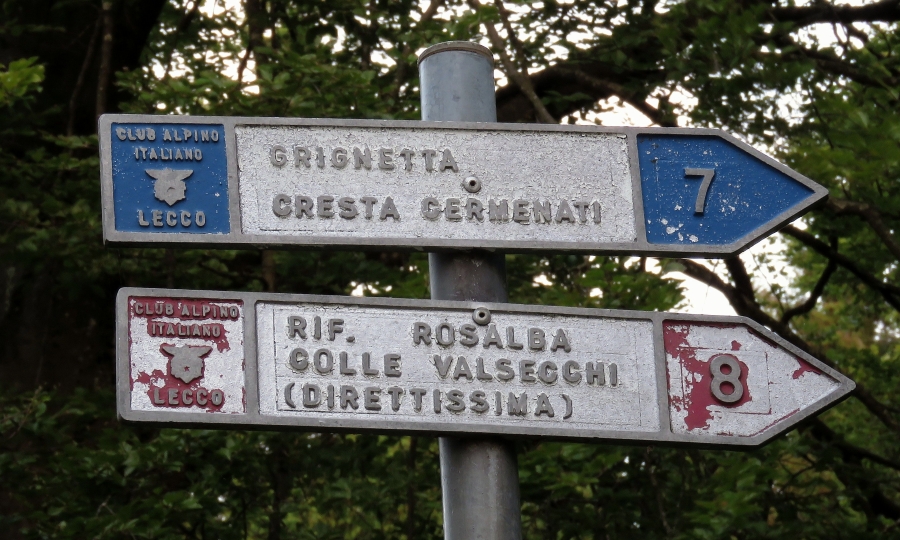 CLUB ALPINO
ITALIANO
LECCO
GRIGNETTA
CRESTA CERMENATI
7
CLUB ALPINO
ITALIANO
LECCO
RIF. ROSALBA
COLLE VALSECCHI
(DIRETTISSIMA)
8